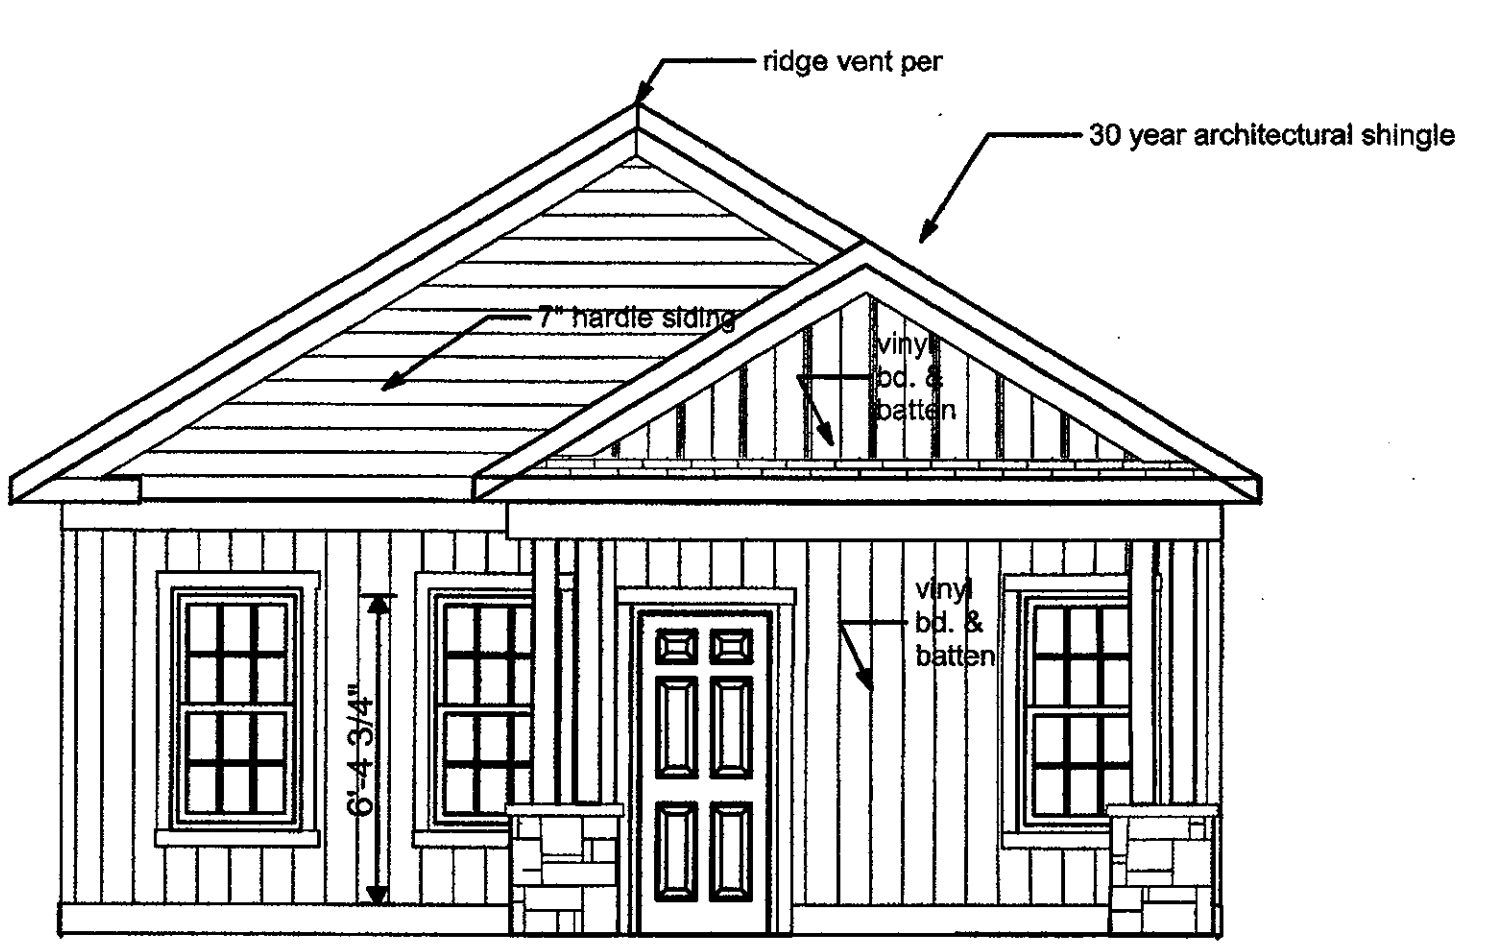 ridge vent per
30 year architectural shingle
7" hardie siding
vinyl
bd. &
batten
vinyl
bd. &
batten
6'-4 3/4"